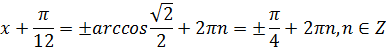 x + π/12 = ±arccos √2/2 + 2πn = ± π/4 + 2πn, n ∈ Z